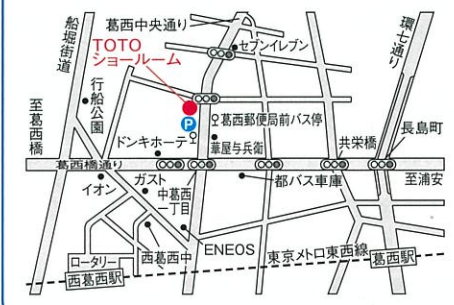 葛西中央通り
船堀街道
環七通り
TOTO
ショールーム
セブンイレブン
行船公園
P
葛西郵便局前バス停
至葛西橋
ドンキホーテ
華屋与兵衛
共栄橋
長島町
葛西橋通り
至浦安
イオン
ガスト
中葛西
一丁目
都バス車庫
西葛西中
ENEOS
ロータリー
東京メトロ東西線
西葛西駅
葛西駅